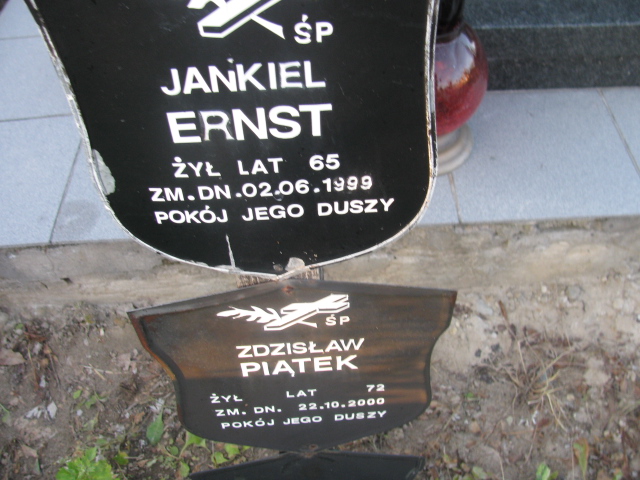 ŚP
JANKIEL
ERNST
ŻYŁ LAT 65
ZM.DN.02.06.1999
POKÓJ JEGO DUSZY
ŚP
ZDZISŁAW
PIĄTEK
ŻYŁ LAT 72
ZM. DN. 22.10.2000
POKÓJ JEGO DUSZY